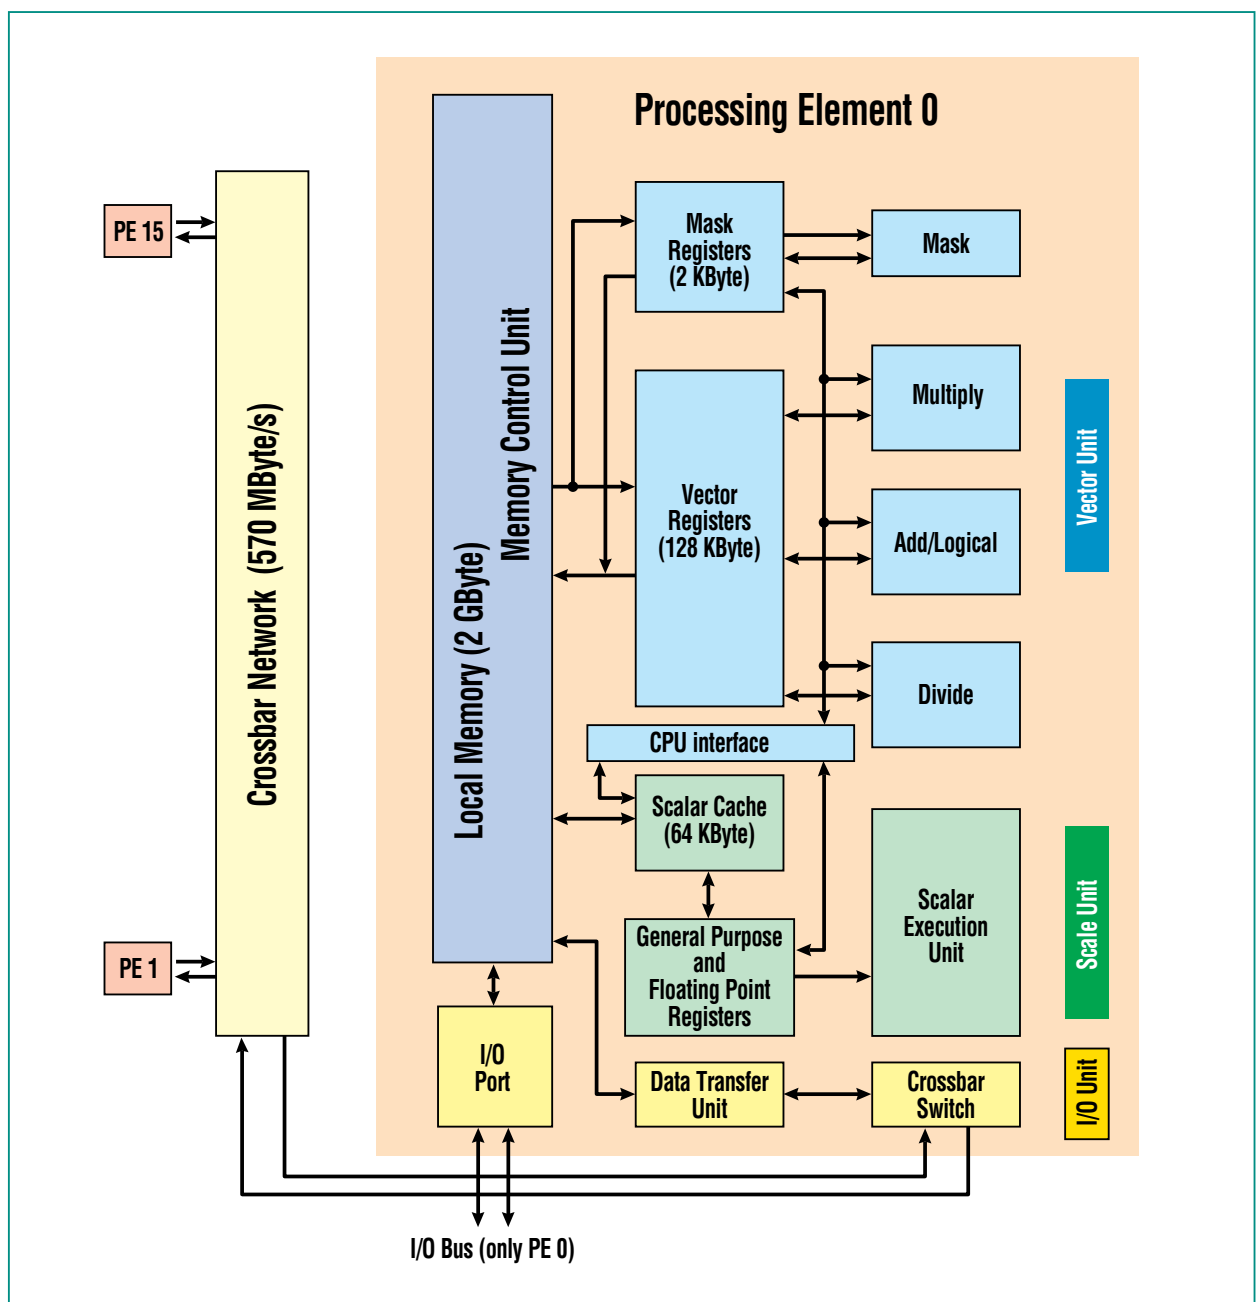 Processing Element 0
PE 15
PE 1
Crossbar Network (570 MByte/s)
Local Memory (2 GByte)
Memory Control Unit
Mask
Registers
(2 KByte)
Mask
Vector
Registers
(128 KByte)
Multiply
Add/Logical
Divide
Vector Unit
CPU interface
Scalar Cache
(64 KByte)
General Purpose
and
Floating Point
Registers
Scalar
Execution
Unit
Scale Unit
I/O
Port
Data Transfer
Unit
Crossbar
Switch
I/O Unit
I/O Bus (only PE 0)